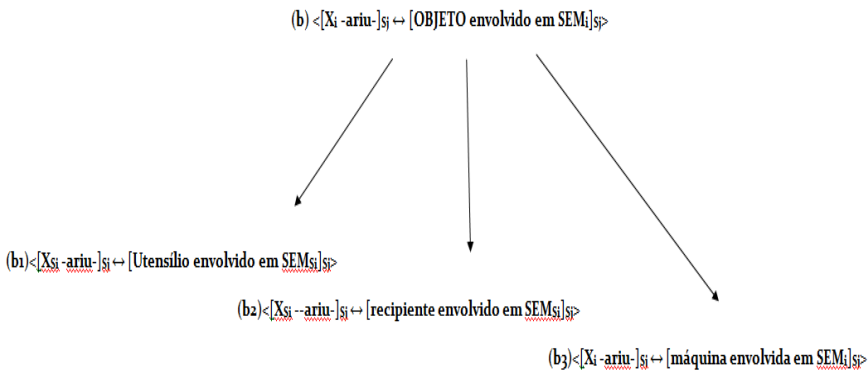 (b) <[Xi -ariu-]Sj ↔ [OBJETO envolvido em SEMi]Sj>
(b1)<[XSi -ariu-]Sj ↔ [Utensílio envolvido em SEMSi]Sj>
(b2)<[XSi --ariu-]Sj ↔ [recipiente envolvido em SEMSi]Sj>
(b3)<[Xi -ariu-]Sj ↔ [máquina envolvida em SEMi]Sj>